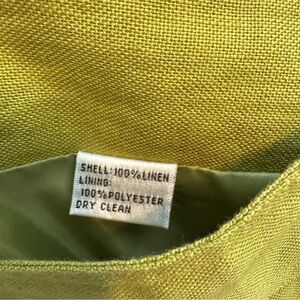 SHELL:100%LINEN
LINING:
100%POLYESTER
DRY CLEAN